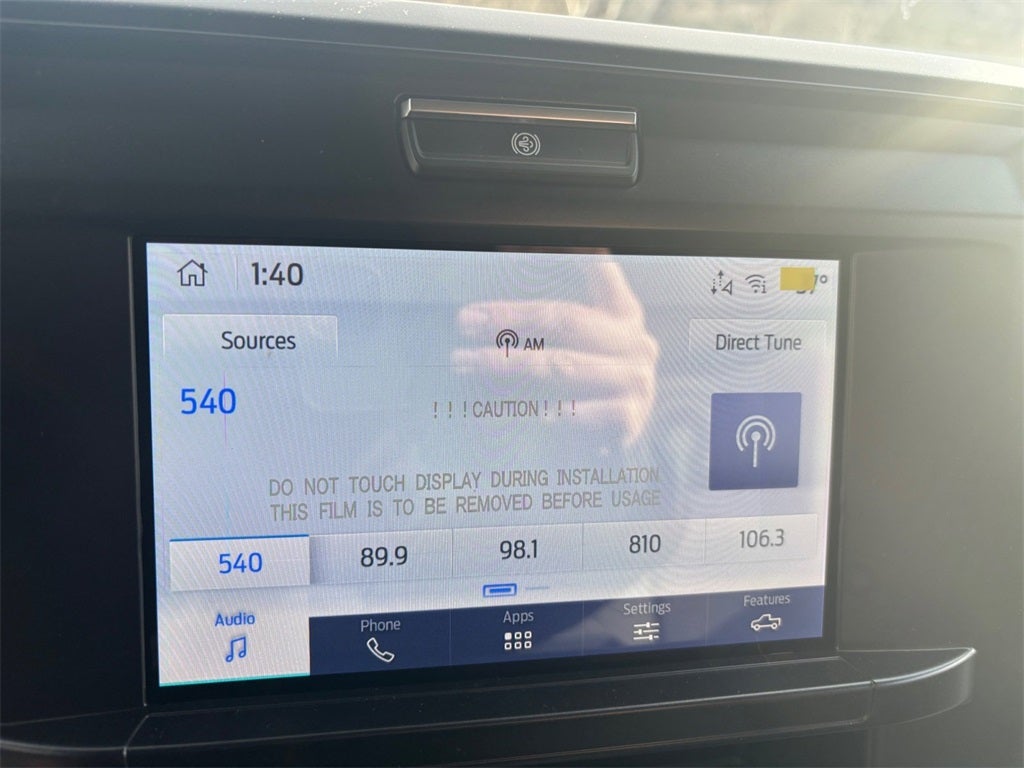 1:40
Sources
AM
Direct Tune
540
!!!CAUTION!!!
DO NOT TOUCH DISPLAY DURING INSTALLATION
THIS FILM IS TO BE REMOVED BEFORE USAGE
540 89.9 98.1 810 106.3
Audio Phone Apps Settings Features